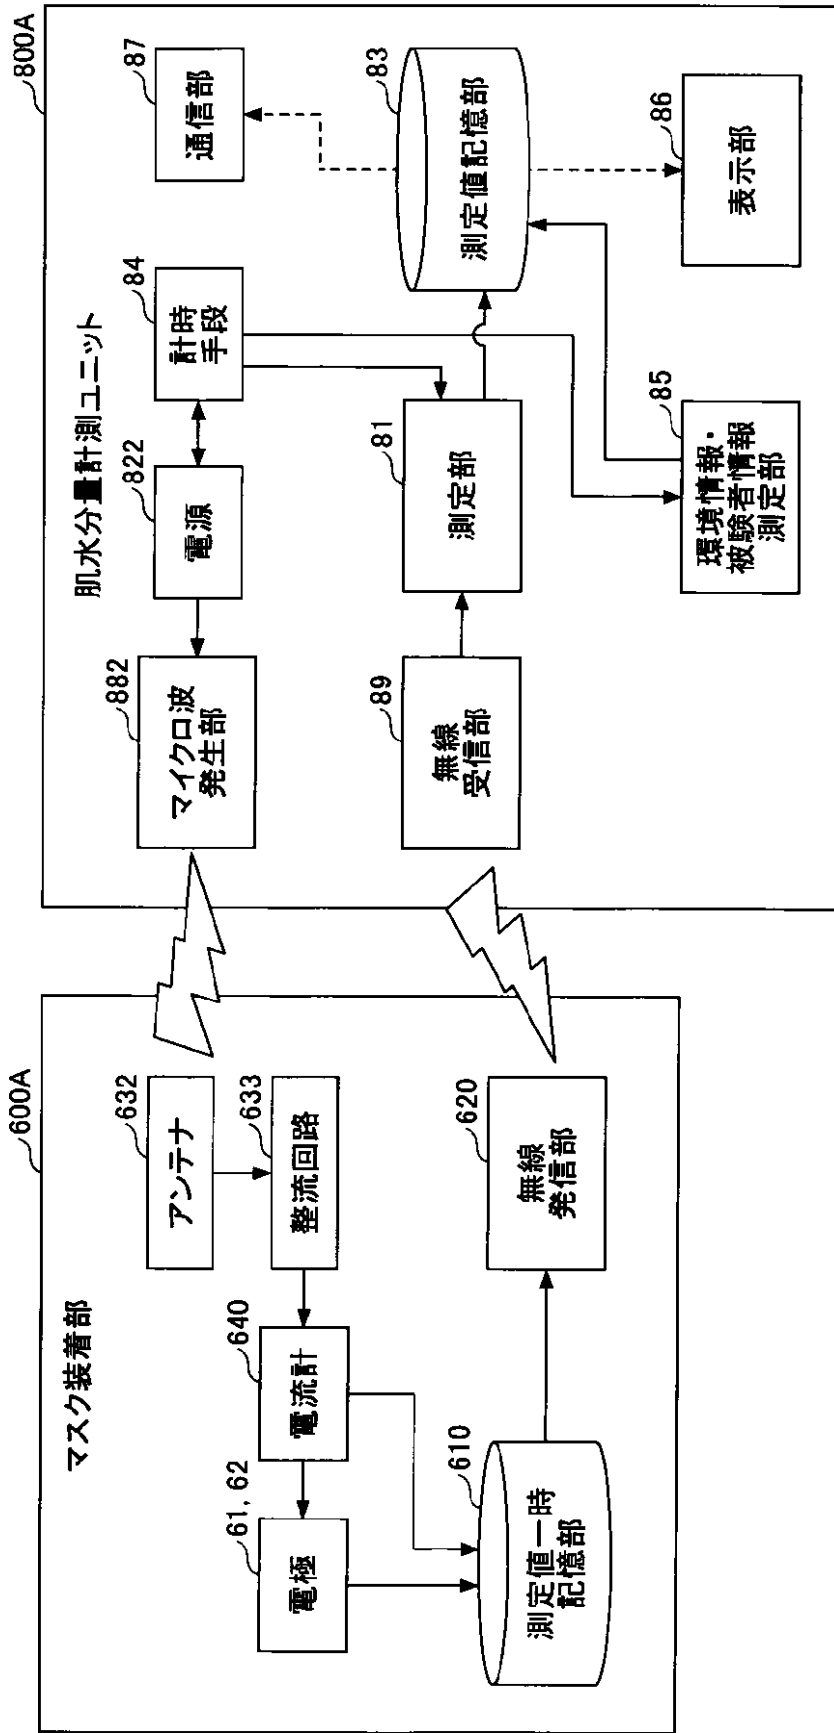 600A
マスク装着部
61, 62
電極
640
電流計
632
アンテナ
633
整流回路
610
測定値一時
記憶部
620
無線
発信部
800A
肌水分量計測ユニット
882
マイクロ波
発生部
822
電源
84
計時
手段
87
通信部
89
無線
受信部
81
測定部
83
測定値記憶部
85
環境情報・
被験者情報
測定部
86
表示部